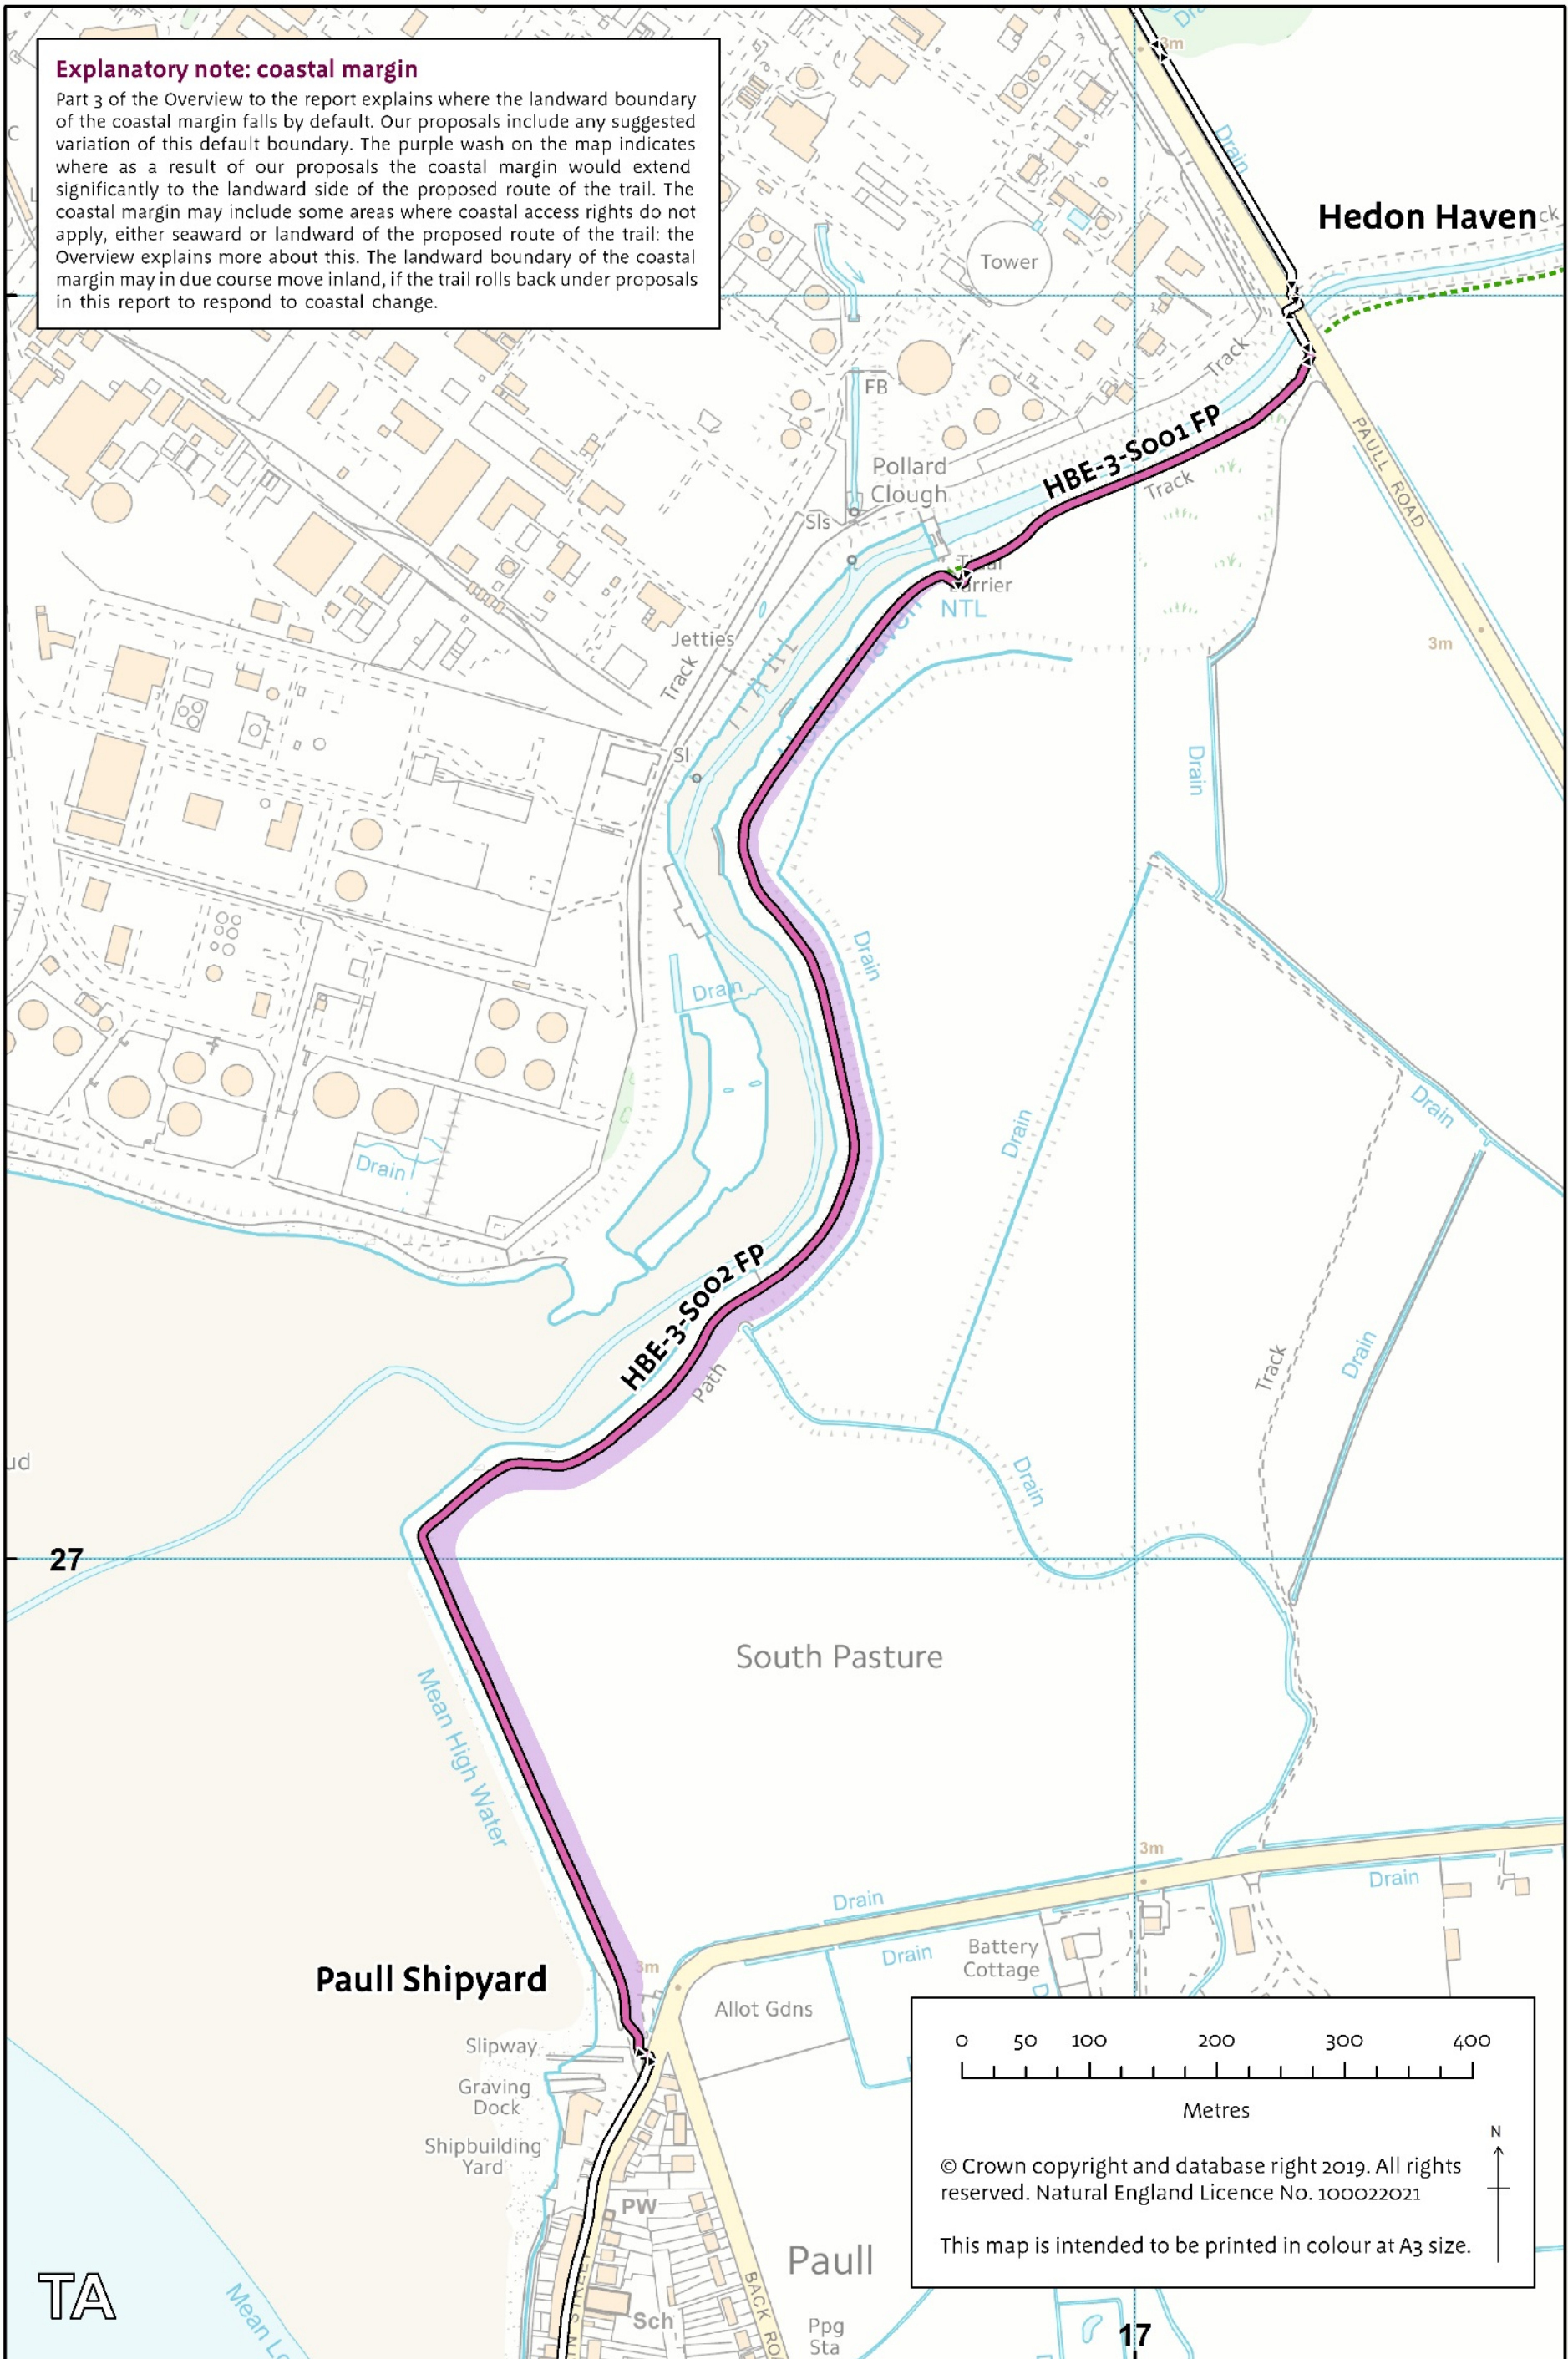 Explanatory note: coastal margin
Part 3 of the Overview to the report explains where the landward boundary
of the coastal margin falls by default. Our proposals include any suggested
variation of this default boundary. The purple wash on the map indicates
where as a result of our proposals the coastal margin would extend
significantly to the landward side of the proposed route of the trail. The
coastal margin may include some areas where coastal access rights do not
apply, either seaward or landward of the proposed route of the trail: the
Overview explains more about this. The landward boundary of the coastal
margin may in due course move inland, if the trail rolls back under proposals
in this report to respond to coastal change.
3m
Drain
Hedon Haven
Tower
Track
FB
HBE-3-S001 FP
Track
PAULL ROAD
Pollard
Clough
Sls
NTL
Jetties
Track
3m
Sl
Drain
Drain
Drain
Drain
Drain
Drain
Drain
HBE-3-S002 FP
Path
Track
Drain
Drain
27
South Pasture
Mean High Water
3m
Drain
Drain
Drain
Battery
Cottage
Paull Shipyard
3m
Allot Gdns
Slipway
Graving
Dock
Shipbuilding
Yard
PW
Paull
Sch
Ppg
Sta
TA
17
0 50 100 200 300 400
Metres
N
© Crown copyright and database right 2019. All rights
reserved. Natural England Licence No. 100022021
This map is intended to be printed in colour at A3 size.